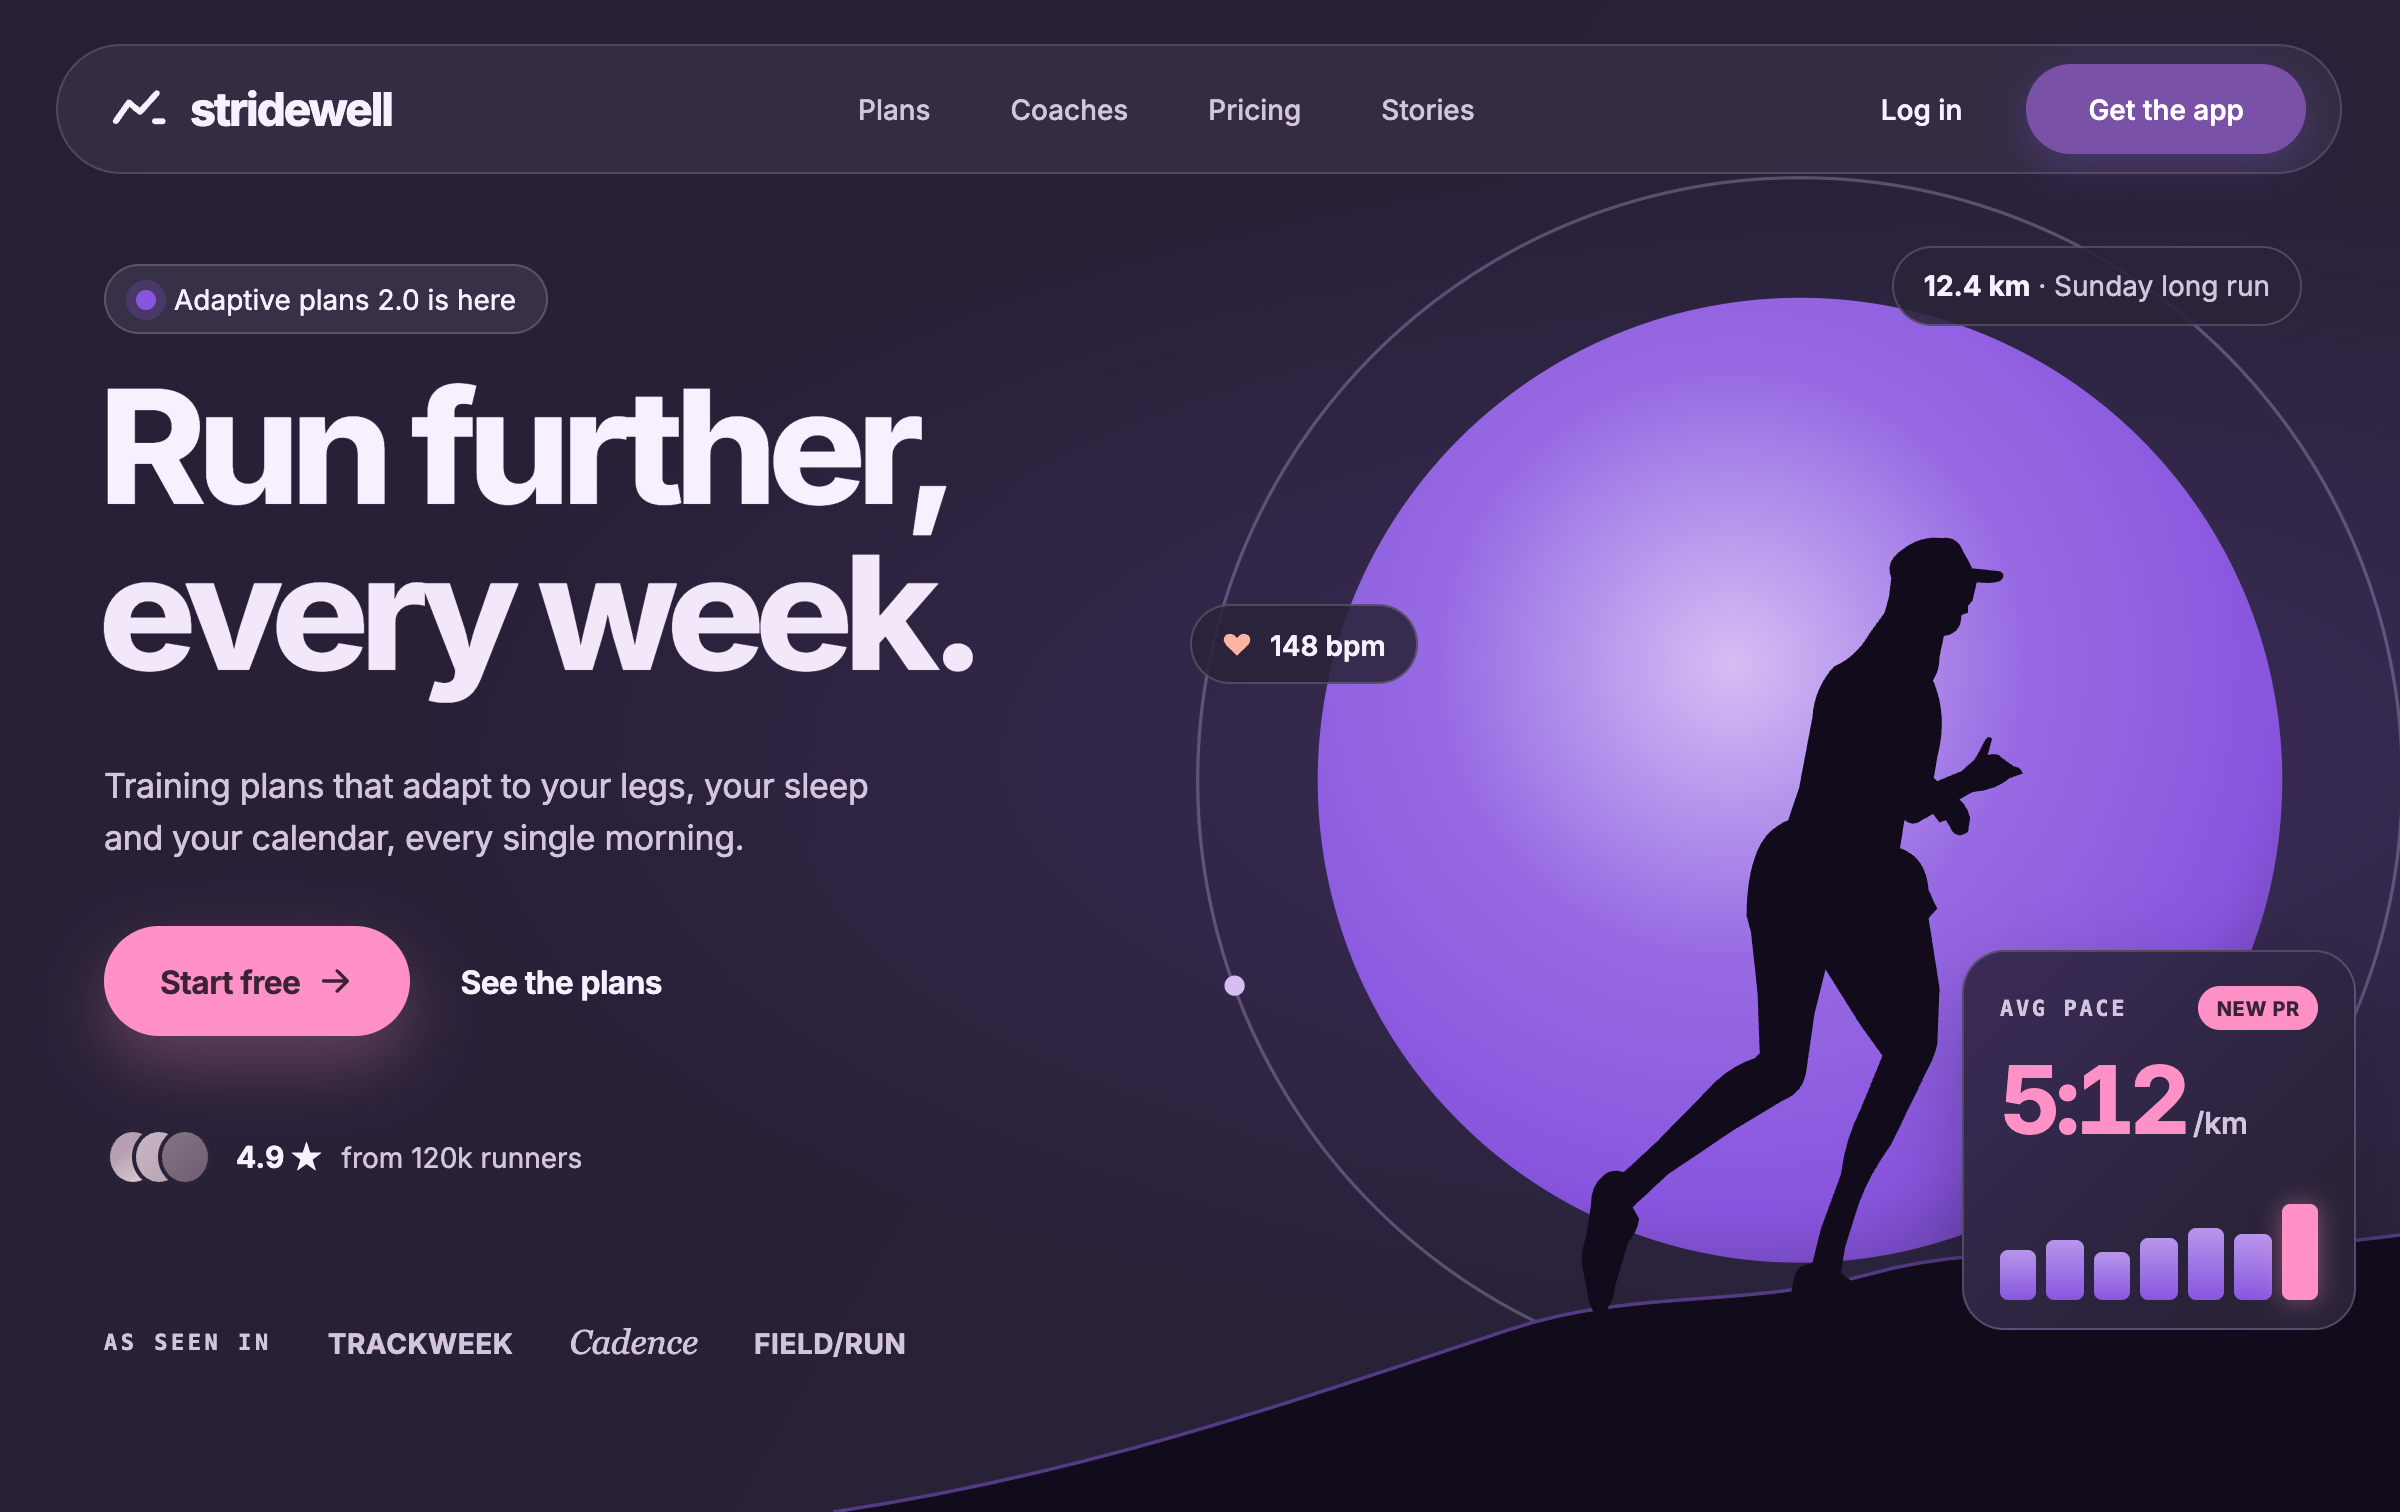 stridewell
Plans
Coaches
Pricing
Stories
Log in
Get the app
Adaptive plans 2.0 is here
12.4 km · Sunday long run
Run further,
every week.
148 bpm
Training plans that adapt to your legs, your sleep
and your calendar, every single morning.
Start free →
See the plans
AVG PACE
NEW PR
5:12 /km
4.9 ★ from 120k runners
AS SEEN IN
TRACKWEEK
Cadence
FIELD/RUN